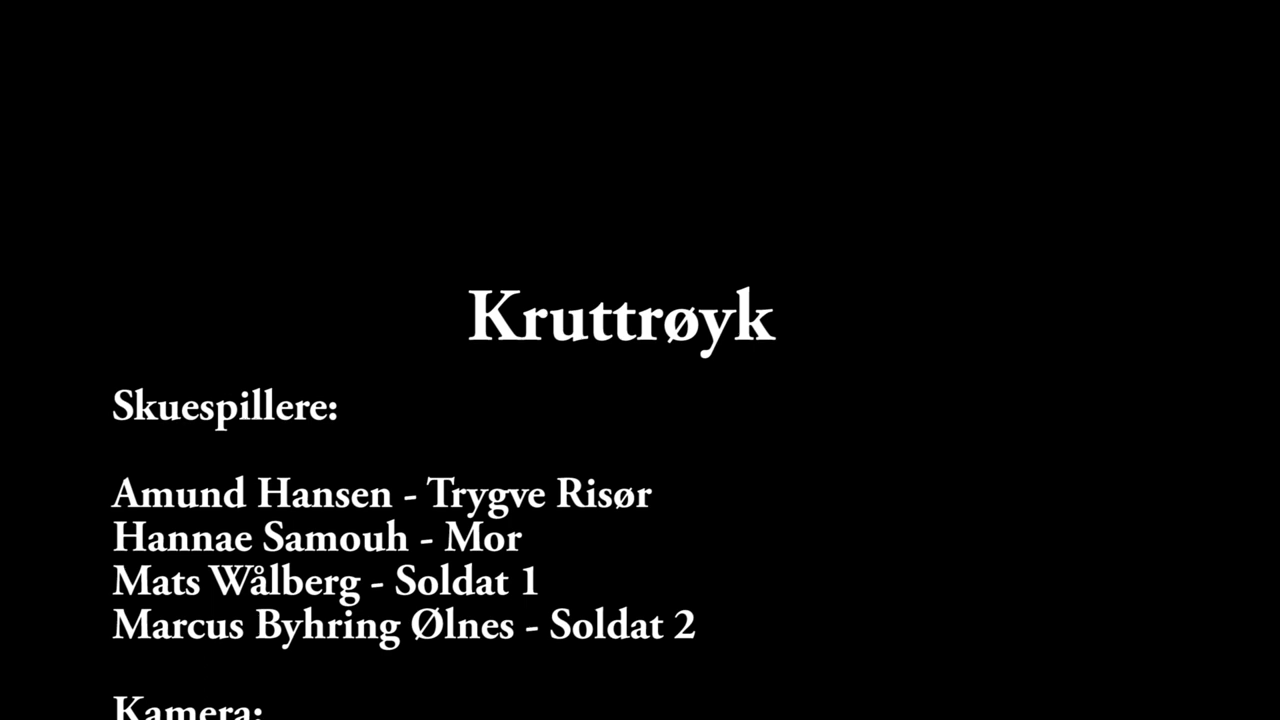 Kruttrøyk
Skuespillere:
Amund Hansen - Trygve Risør
Hannae Samouh - Mor
Mats Wålberg - Soldat 1
Marcus Byhring Ølnes - Soldat 2
Kamera: